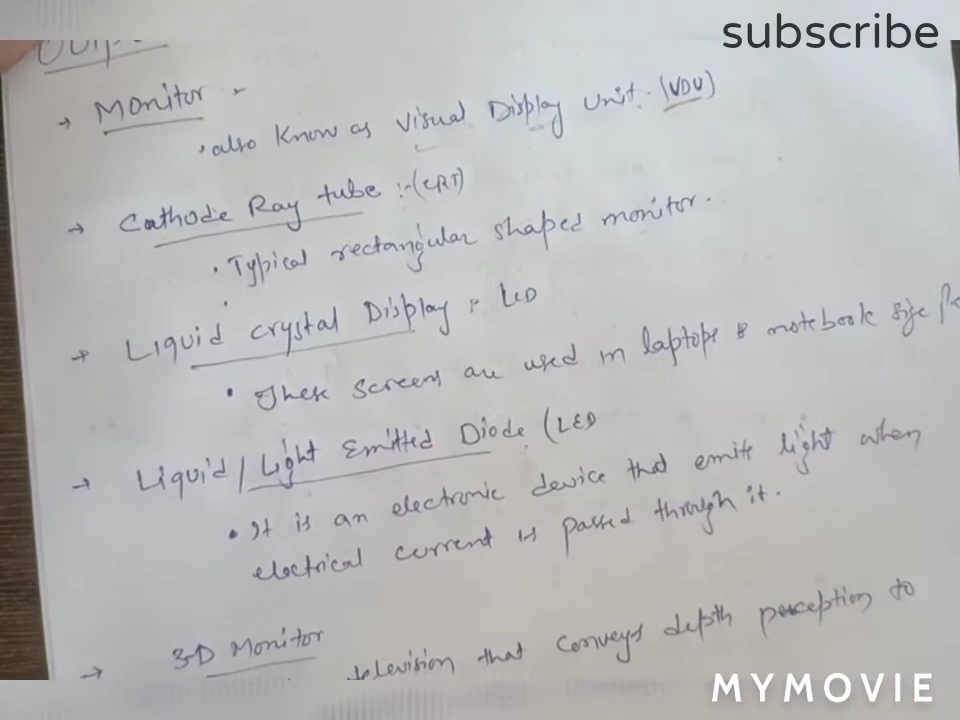 subscribe
→ Monitor :-
• also Know as Visual Display Unit. (VDU)
→ Cathode Ray tube :- (CRT)
• Typical rectangular shaped monitor.
→ Liquid crystal Display : LCD
• These screens are used in laptops & notebook size
→ Liquid / Light Emitted Diode (LED
• It is an electronic device that emits light when
electrical current is passed through it.
→ 3-D Monitor
television that conveys depth perception to
MYMOVIE